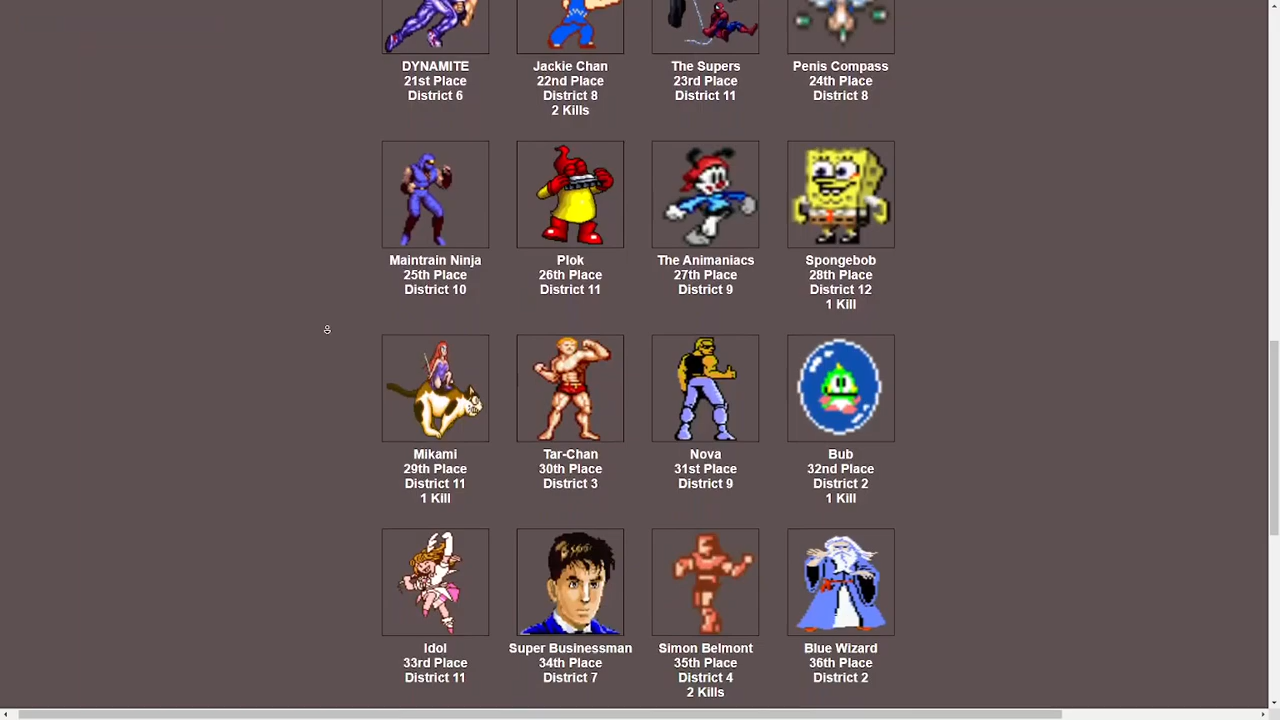 DYNAMITE
21st Place
District 6
Jackie Chan
22nd Place
District 8
2 Kills
The Supers
23rd Place
District 11
Penis Compass
24th Place
District 8
Maintrain Ninja
25th Place
District 10
Plok
26th Place
District 11
The Animaniacs
27th Place
District 9
Spongebob
28th Place
District 12
1 Kill
Mikami
29th Place
District 11
1 Kill
Tar-Chan
30th Place
District 3
Nova
31st Place
District 9
Bub
32nd Place
District 2
1 Kill
Idol
33rd Place
District 11
Super Businessman
34th Place
District 7
Simon Belmont
35th Place
District 4
2 Kills
Blue Wizard
36th Place
District 2